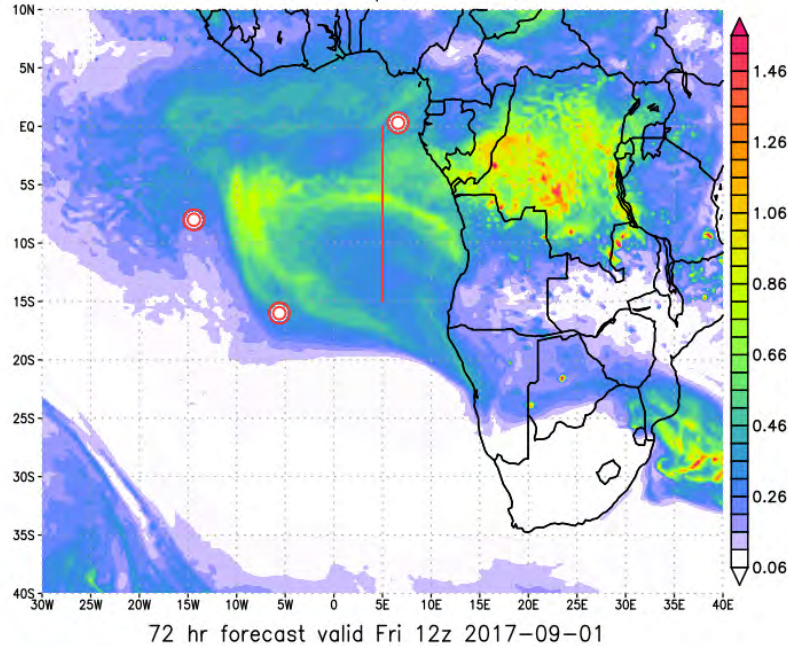 10N
5N
EQ
5S
10S
15S
20S
25S
30S
35S
40S
30W 25W 20W 15W 10W 5W 0 5E 10E 15E 20E 25E 30E 35E 40E
1.46
1.26
1.06
0.86
0.66
0.46
0.26
0.06
72 hr forecast valid Fri 12z 2017-09-01